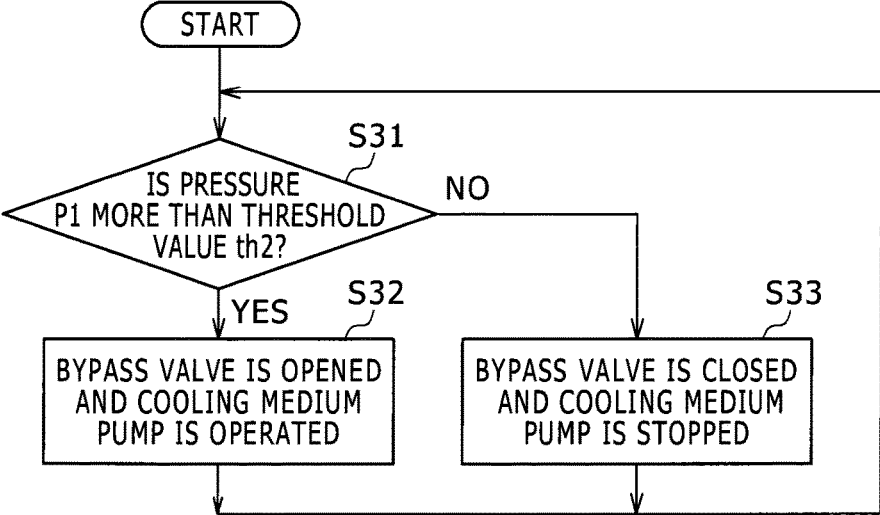 START
S31
IS PRESSURE
P1 MORE THAN THRESHOLD
VALUE th2?
NO
YES
S32
BYPASS VALVE IS OPENED
AND COOLING MEDIUM
PUMP IS OPERATED
S33
BYPASS VALVE IS CLOSED
AND COOLING MEDIUM
PUMP IS STOPPED